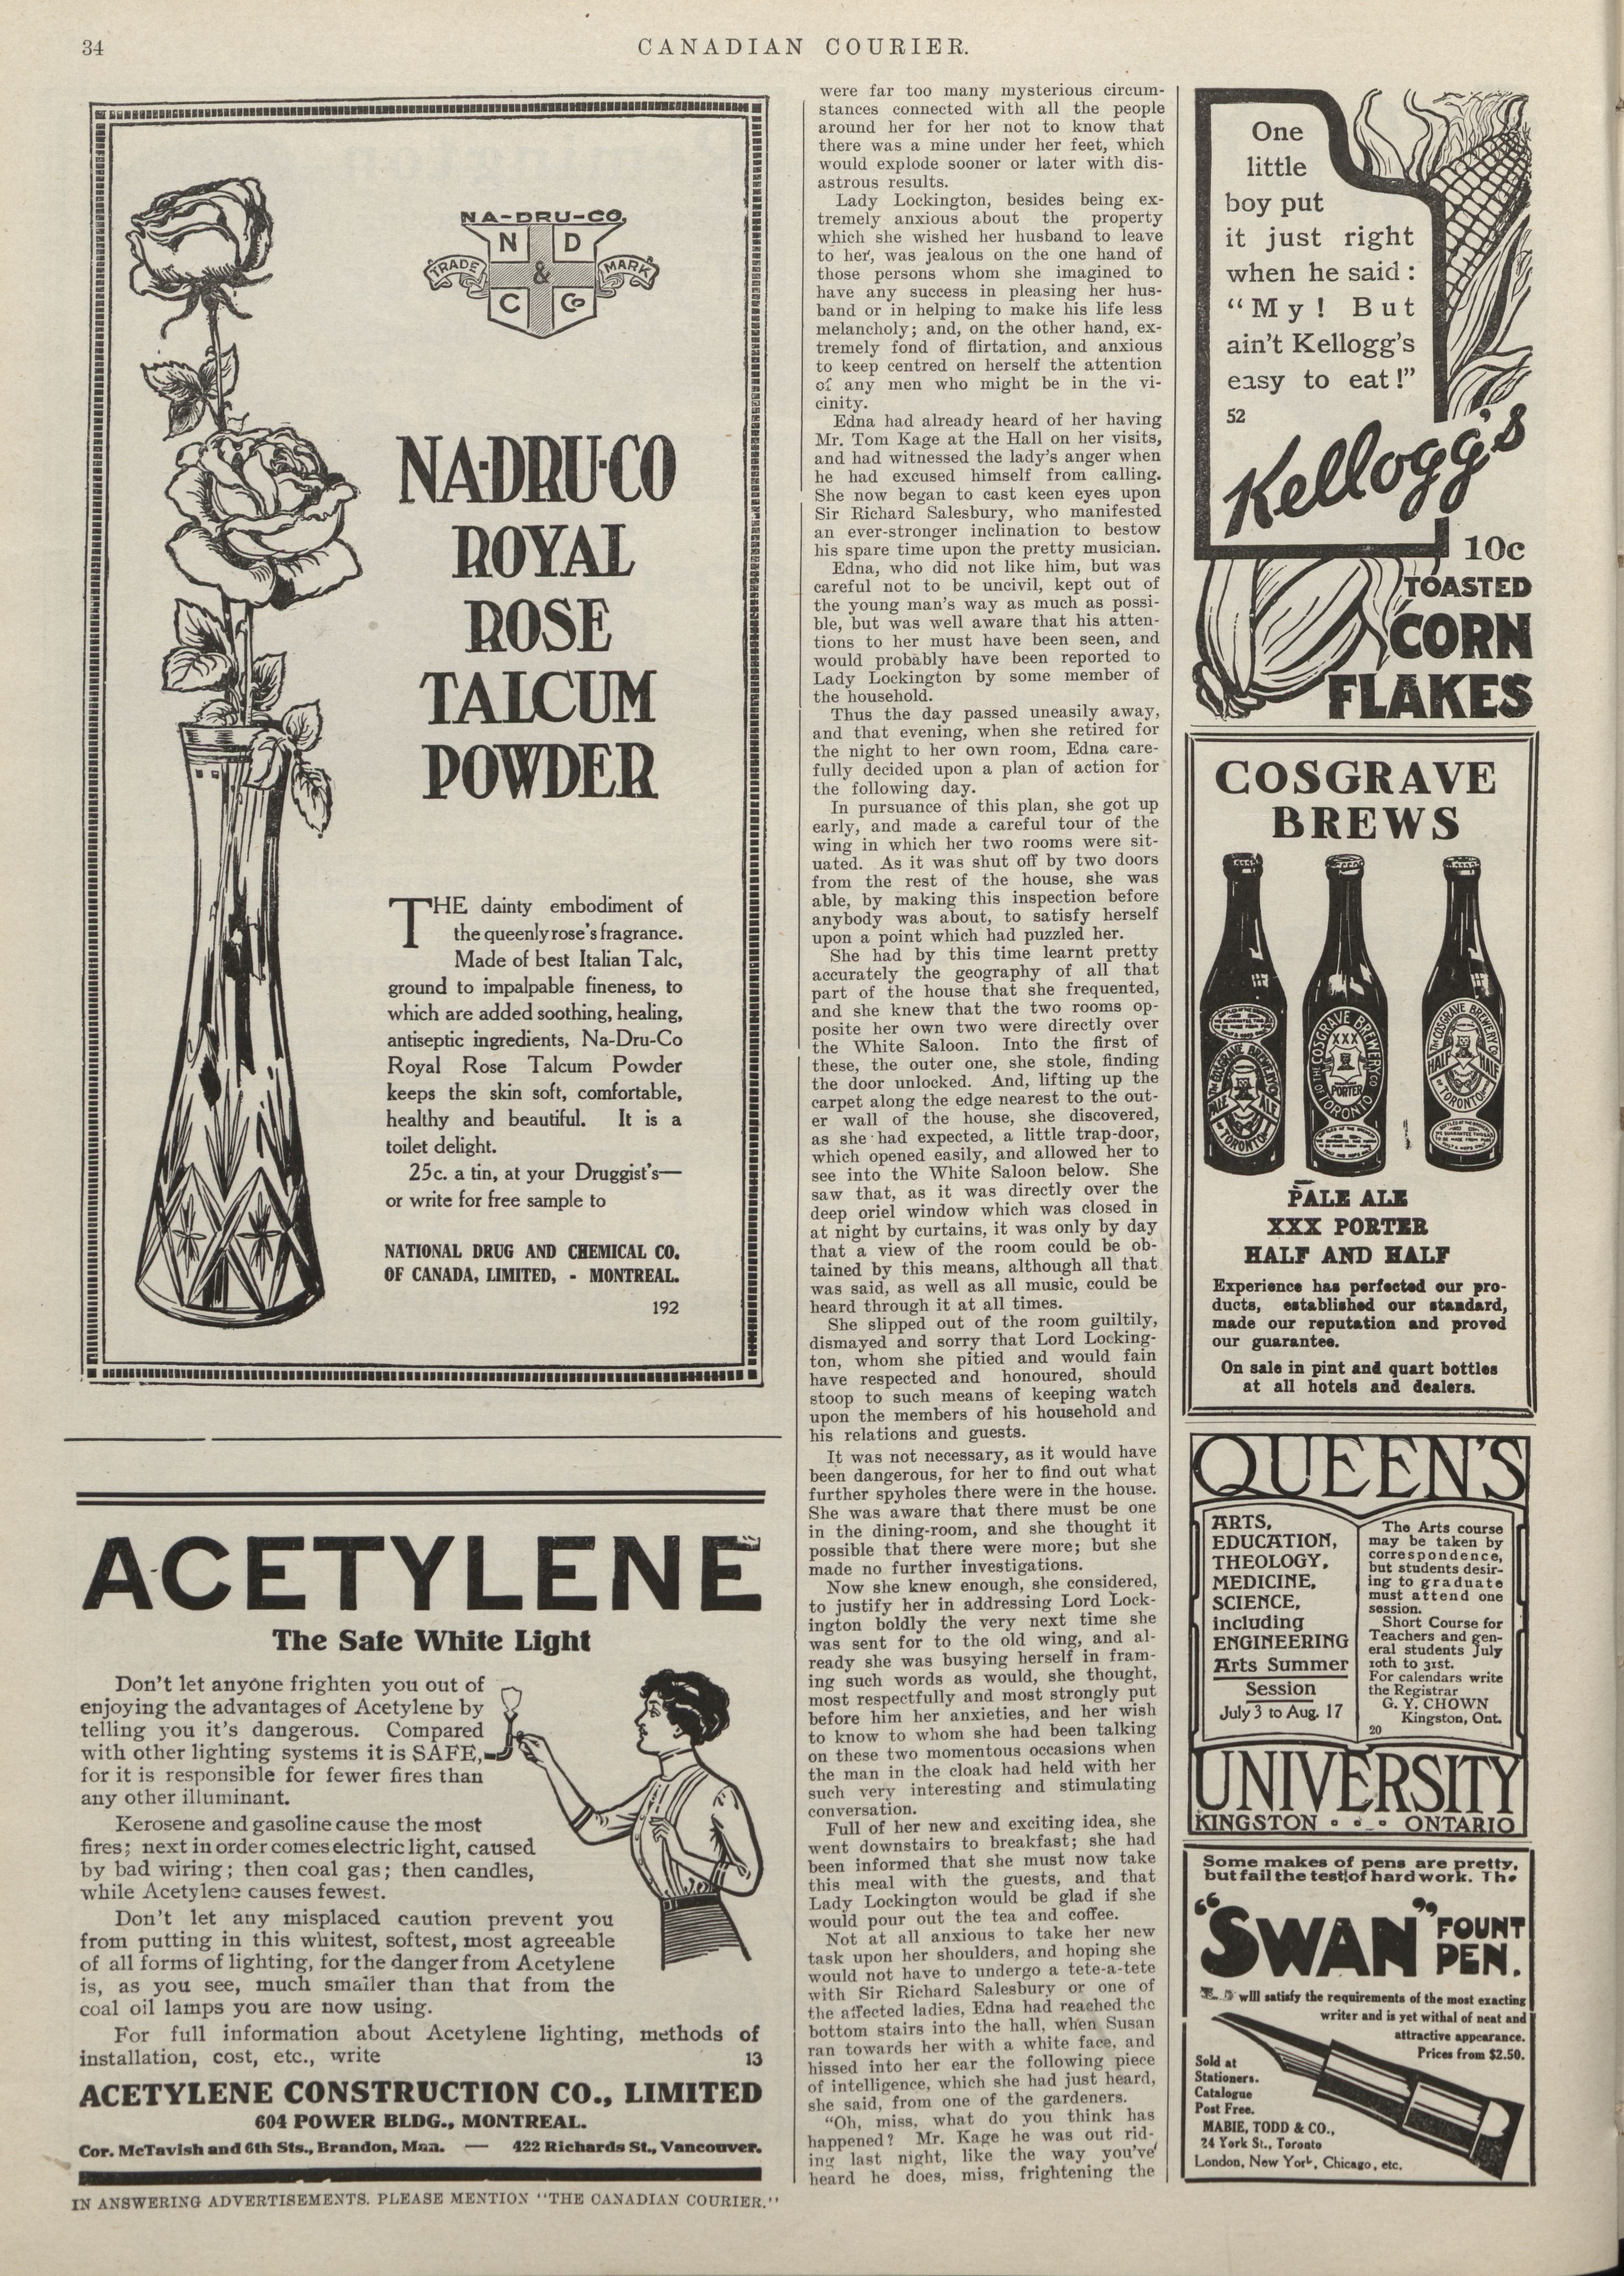 34
CANADIAN COURIER.
NA-DRU-CO,
N D
TRADE & MARK
C Co
NA-DRU-CO
ROYAL
ROSE
TALCUM
POWDER
THE dainty embodiment of
the queenly rose's fragrance.
Made of best Italian Talc,
ground to impalpable fineness, to
which are added soothing, healing,
antiseptic ingredients, Na-Dru-Co
Royal Rose Talcum Powder
keeps the skin soft, comfortable,
healthy and beautiful. It is a
toilet delight.
25c. a tin, at your Druggist's—
or write for free sample to
NATIONAL DRUG AND CHEMICAL CO.
OF CANADA, LIMITED, - MONTREAL.
192
ACETYLENE
The Safe White Light
Don't let anyone frighten you out of
enjoying the advantages of Acetylene by
telling you it's dangerous. Compared
with other lighting systems it is SAFE,
for it is responsible for fewer fires than
any other illuminant.
Kerosene and gasoline cause the most
fires; next in order comes electric light, caused
by bad wiring; then coal gas; then candles,
while Acetylene causes fewest.
Don't let any misplaced caution prevent you
from putting in this whitest, softest, most agreeable
of all forms of lighting, for the danger from Acetylene
is, as you see, much smaller than that from the
coal oil lamps you are now using.
For full information about Acetylene lighting, methods of
installation, cost, etc., write 13
ACETYLENE CONSTRUCTION CO., LIMITED
604 POWER BLDG., MONTREAL.
Cor. McTavish and 6th Sts., Brandon, Man. — 422 Richards St., Vancouver.
IN ANSWERING ADVERTISEMENTS, PLEASE MENTION "THE CANADIAN COURIER."
were far too many mysterious circum-
stances connected with all the people
around her for her not to know that
there was a mine under her feet, which
would explode sooner or later with dis-
astrous results.
Lady Lockington, besides being ex-
tremely anxious about the property
which she wished her husband to leave
to her, was jealous on the one hand of
those persons whom she imagined to
have any success in pleasing her hus-
band or in helping to make his life less
melancholy; and, on the other hand, ex-
tremely fond of flirtation, and anxious
to keep centred on herself the attention
of any men who might be in the vi-
cinity.
Edna had already heard of her having
Mr. Tom Kage at the Hall on her visits,
and had witnessed the lady's anger when
he had excused himself from calling.
She now began to cast keen eyes upon
Sir Richard Salesbury, who manifested
an ever-stronger inclination to bestow
his spare time upon the pretty musician.
Edna, who did not like him, but was
careful not to be uncivil, kept out of
the young man's way as much as possi-
ble, but was well aware that his atten-
tions to her must have been seen, and
would probably have been reported to
Lady Lockington by some member of
the household.
Thus the day passed uneasily away,
and that evening, when she retired for
the night to her own room, Edna care-
fully decided upon a plan of action for
the following day.
In pursuance of this plan, she got up
early, and made a careful tour of the
wing in which her two rooms were sit-
uated. As it was shut off by two doors
from the rest of the house, she was
able, by making this inspection before
anybody was about, to satisfy herself
upon a point which had puzzled her.
She had by this time learnt pretty
accurately the geography of all that
part of the house that she frequented,
and she knew that the two rooms op-
posite her own two were directly over
the White Saloon. Into the first of
these, the outer one, she stole, finding
the door unlocked. And, lifting up the
carpet along the edge nearest to the out-
er wall of the house, she discovered,
as she had expected, a little trap-door,
which opened easily, and allowed her to
see into the White Saloon below. She
saw that, as it was directly over the
deep oriel window which was closed in
at night by curtains, it was only by day
that a view of the room could be ob-
tained by this means, although all that
was said, as well as all music, could be
heard through it at all times.
She slipped out of the room guiltily,
dismayed and sorry that Lord Locking-
ton, whom she pitied and would fain
have respected and honoured, should
stoop to such means of keeping watch
upon the members of his household and
his relations and guests.
It was not necessary, as it would have
been dangerous, for her to find out what
further spyholes there were in the house.
She was aware that there must be one
in the dining-room, and she thought it
possible that there were more; but she
made no further investigations.
Now she knew enough, she considered,
to justify her in addressing Lord Lock-
ington boldly the very next time she
was sent for to the old wing, and al-
ready she was busying herself in fram-
ing such words as would, she thought,
most respectfully and most strongly put
before him her anxieties, and her wish
to know to whom she had been talking
on these two momentous occasions when
the man in the cloak had held with her
such very interesting and stimulating
conversation.
Full of her new and exciting idea, she
went downstairs to breakfast; she had
been informed that she must now take
this meal with the guests, and that
Lady Lockington would be glad if she
would pour out the tea and coffee.
Not at all anxious to take her new
task upon her shoulders, and hoping she
would not have to undergo a tete-a-tete
with Sir Richard Salesbury or one of
the affected ladies, Edna had reached the
bottom stairs into the hall, when Susan
ran towards her with a white face, and
hissed into her ear the following piece
of intelligence, which she had just heard,
she said, from one of the gardeners.
"Oh, miss, what do you think has
happened? Mr. Kage he was out rid-
ing last night, like the way you've
heard he does, miss, frightening the
One
little
boy put
it just right
when he said:
"My! But
ain't Kellogg's
easy to eat!"
52
Kellogg's
10c
TOASTED
CORN
FLAKES
COSGRAVE
BREWS
THE COSGRAVE BREWERY CO.
PALE ALE
TORONTO
THE COSGRAVE BREWERY CO.
XXX
PORTER
OF TORONTO
THE COSGRAVE BREWERY CO.
HALF HALF
OF TORONTO
PALE ALE
XXX PORTER
HALF AND HALF
Experience has perfected our pro-
ducts, established our standard,
made our reputation and proved
our guarantee.
On sale in pint and quart bottles
at all hotels and dealers.
QUEEN'S
ARTS,
EDUCATION,
THEOLOGY,
MEDICINE,
SCIENCE,
including
ENGINEERING
Arts Summer
Session
July 3 to Aug. 17
The Arts course
may be taken by
correspondence,
but students desir-
ing to graduate
must attend one
session.
Short Course for
Teachers and gen-
eral students July
10th to 31st.
For calendars write
the Registrar
G. Y. CHOWN
Kingston, Ont.
20
UNIVERSITY
KINGSTON ONTARIO
Some makes of pens are pretty,
but fail the test of hard work. The
"SWAN" FOUNT
PEN.
will satisfy the requirements of the most exacting
writer and is yet withal of neat and
attractive appearance.
Prices from $2.50.
Sold at
Stationers.
Catalogue
Post Free.
MABIE, TODD & CO.,
24 York St., Toronto
London, New York, Chicago, etc.